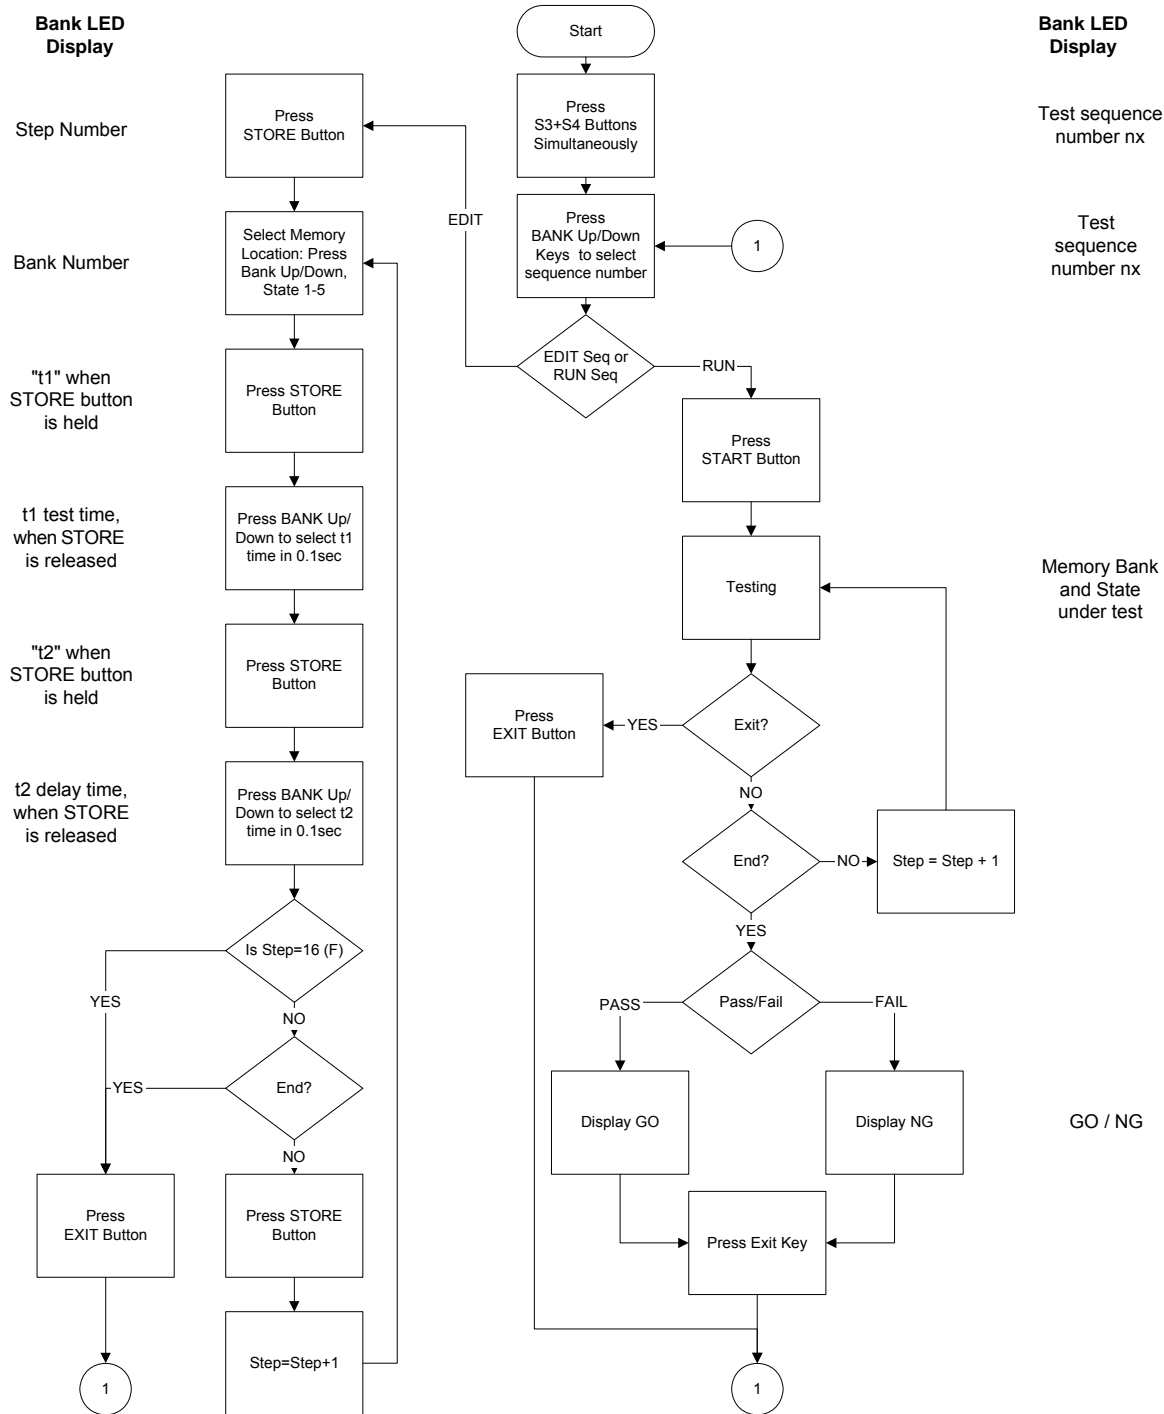 Bank LED
Display
Start
Bank LED
Display
Step Number
Press
STORE Button
Press
S3+S4 Buttons
Simultaneously
Test sequence
number nx
EDIT
Bank Number
Select Memory
Location: Press
Bank Up/Down,
State 1-5
Press
BANK Up/Down
Keys to select
sequence number
1
Test
sequence
number nx
EDIT Seq or
RUN Seq
RUN
"t1" when
STORE button
is held
Press STORE
Button
Press
START Button
t1 test time,
when STORE
is released
Press BANK Up/
Down to select t1
time in 0.1sec
Testing
Memory Bank
and State
under test
"t2" when
STORE button
is held
Press STORE
Button
Press
EXIT Button
YES
Exit?
NO
t2 delay time,
when STORE
is released
Press BANK Up/
Down to select t2
time in 0.1sec
End?
NO
Step = Step + 1
YES
Is Step=16 (F)
YES
NO
Pass/Fail
PASS
FAIL
End?
YES
NO
Display GO
Display NG
GO / NG
Press
EXIT Button
Press STORE
Button
Press Exit Key
Step=Step+1
1
1